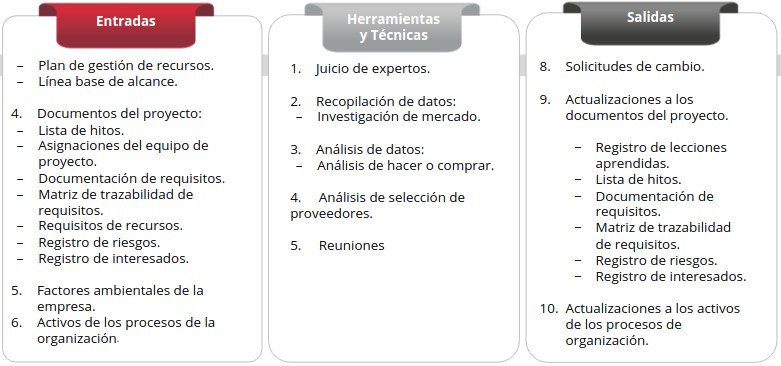 Entradas
– Plan de gestión de recursos.
– Línea base de alcance.
4. Documentos del proyecto:
– Lista de hitos.
– Asignaciones del equipo de
proyecto.
– Documentación de requisitos.
– Matriz de trazabilidad de
requisitos.
– Requisitos de recursos.
– Registro de riesgos.
– Registro de interesados.
5. Factores ambientales de la
empresa.
6. Activos de los procesos de la
organización.
Herramientas
y Técnicas
1. Juicio de expertos.
2. Recopilación de datos:
– Investigación de mercado.
3. Análisis de datos:
– Análisis de hacer o comprar.
4. Análisis de selección de
proveedores.
5. Reuniones
Salidas
8. Solicitudes de cambio.
9. Actualizaciones a los
documentos del proyecto.
– Registro de lecciones
aprendidas.
– Lista de hitos.
– Documentación de
requisitos.
– Matriz de trazabilidad
de requisitos.
– Registro de riesgos.
– Registro de interesados.
10. Actualizaciones a los activos
de los procesos de
organización.